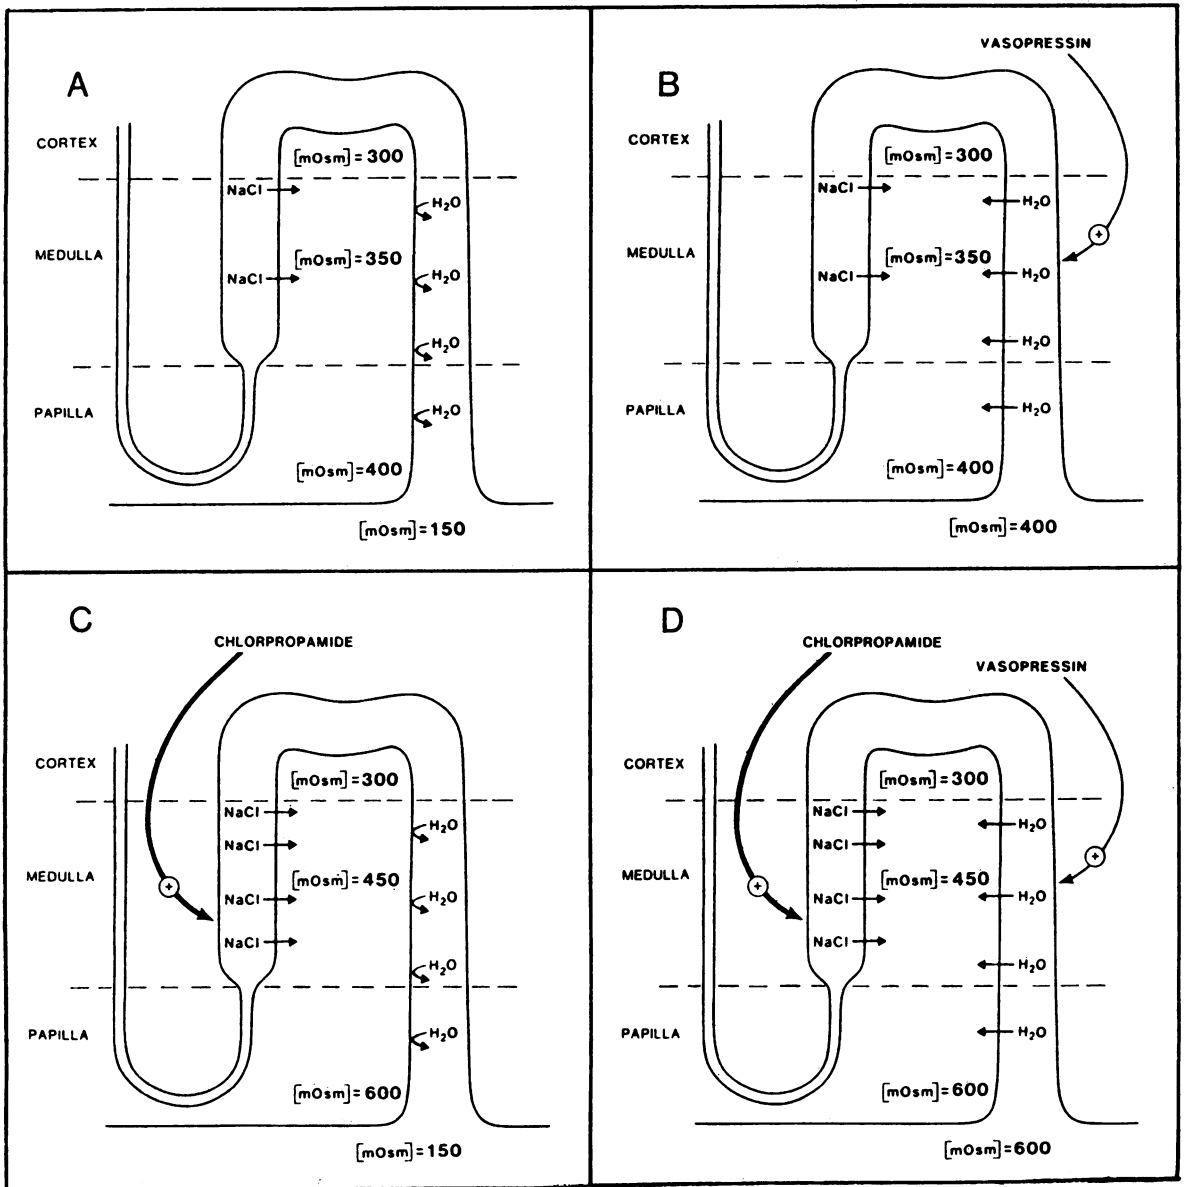 A
CORTEX
[mOsm]=300
NaCl
H₂O
MEDULLA
[mOsm]=350
NaCl
H₂O
H₂O
PAPILLA
H₂O
[mOsm]=400
[mOsm]=150
B
VASOPRESSIN
CORTEX
[mOsm]=300
NaCl
H₂O
+
MEDULLA
[mOsm]=350
NaCl
H₂O
H₂O
PAPILLA
H₂O
[mOsm]=400
[mOsm]=400
C
CHLORPROPAMIDE
CORTEX
[mOsm]=300
NaCl
H₂O
NaCl
MEDULLA
[mOsm]=450
+
NaCl
H₂O
NaCl
H₂O
PAPILLA
H₂O
[mOsm]=600
[mOsm]=150
D
CHLORPROPAMIDE
VASOPRESSIN
CORTEX
[mOsm]=300
NaCl
H₂O
NaCl
+
MEDULLA
[mOsm]=450
+
NaCl
H₂O
NaCl
H₂O
PAPILLA
H₂O
[mOsm]=600
[mOsm]=600